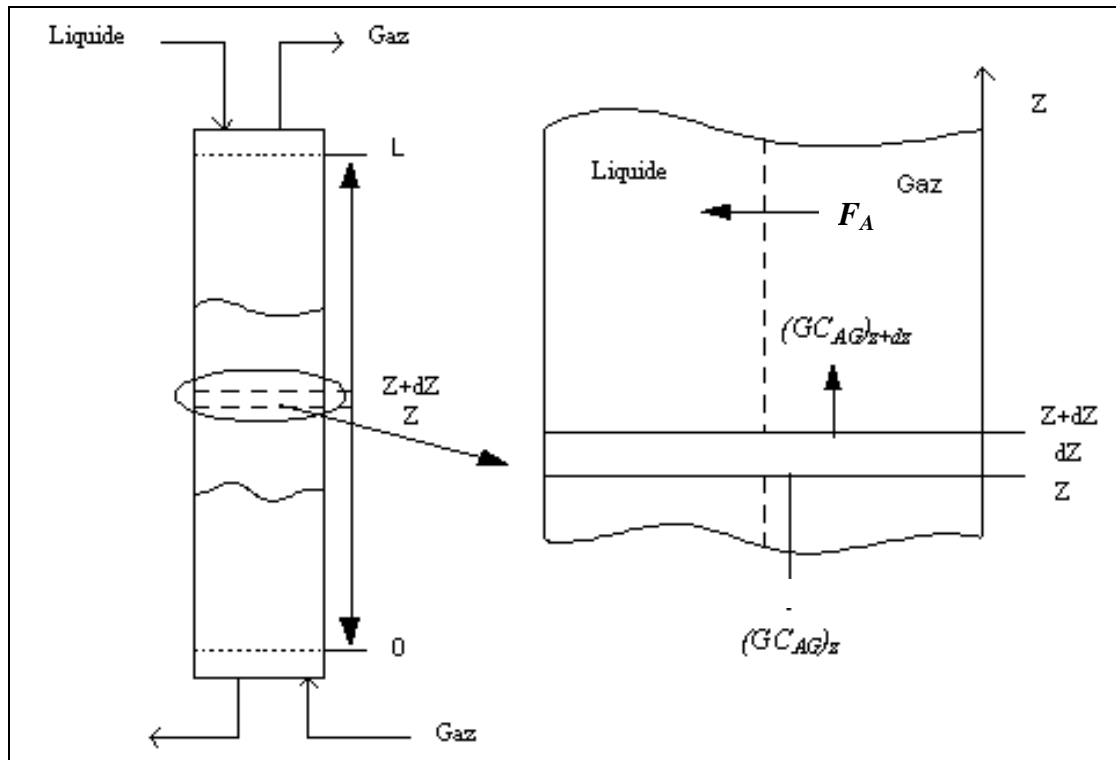 Liquide
Gaz
L
Z+dZ
Z
0
Gaz
Z
Liquide
Gaz
F_A
(GC_AG)_z+dz
Z+dZ
dZ
Z
(GC_AG)_z